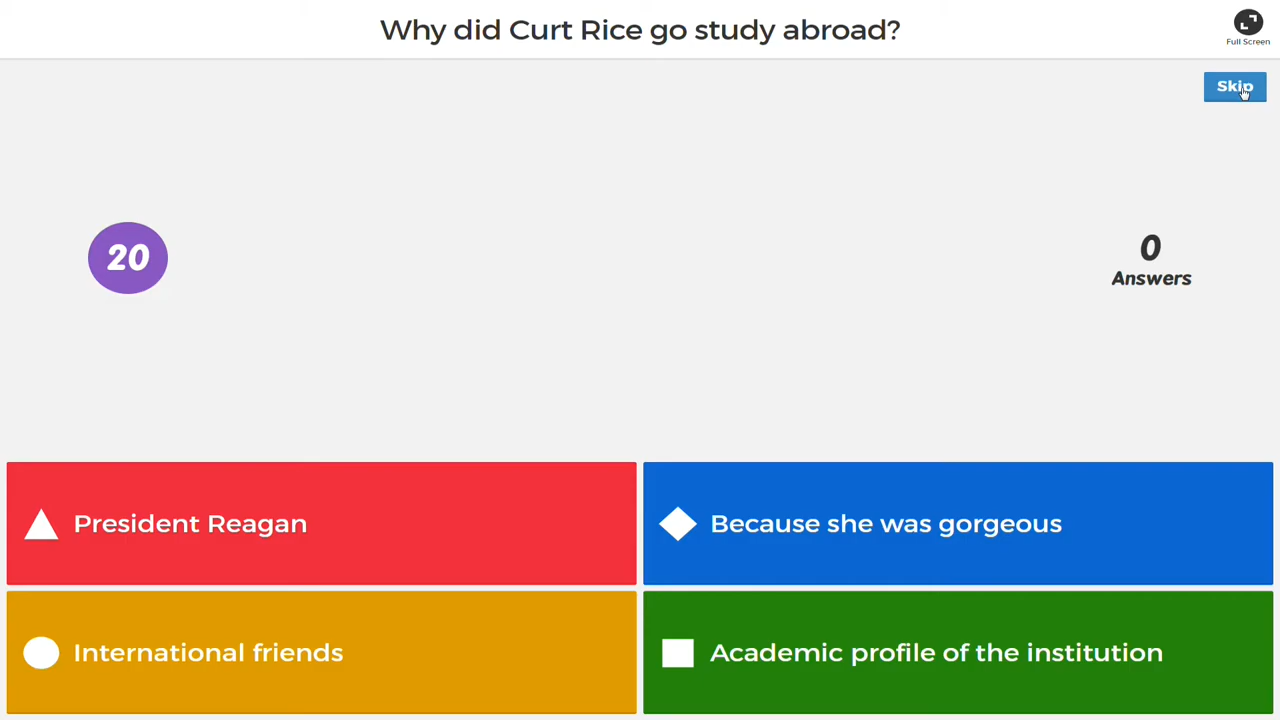 Why did Curt Rice go study abroad?
Full Screen
Skip
20
0
Answers
President Reagan
Because she was gorgeous
International friends
Academic profile of the institution